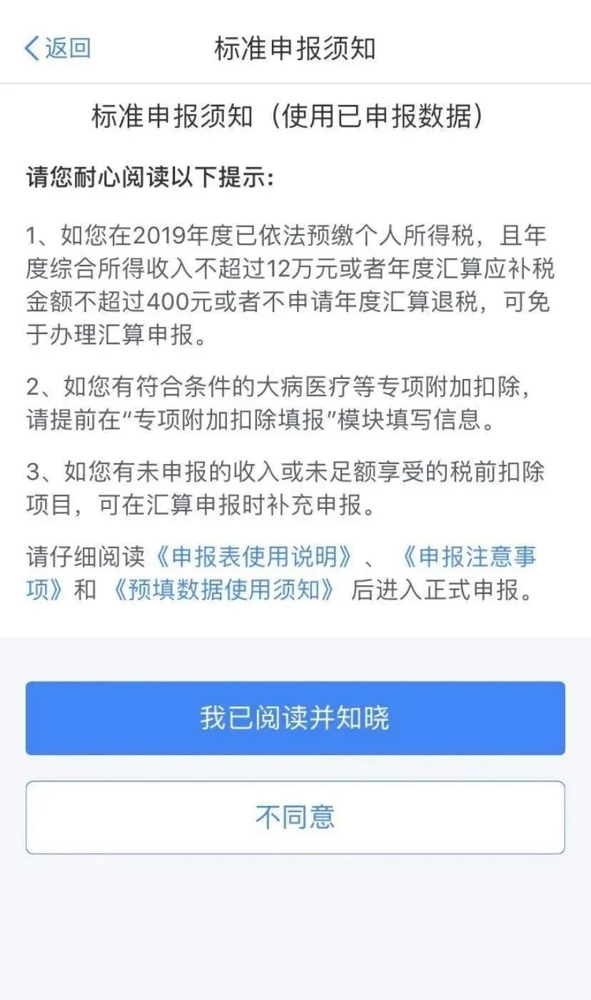 返回
标准申报须知
标准申报须知（使用已申报数据）
请您耐心阅读以下提示:
1、如您在2019年度已依法预缴个人所得税，且年
度综合所得收入不超过12万元或者年度汇算应补税
金额不超过400元或者不申请年度汇算退税，可免
于办理汇算申报。
2、如您有符合条件的大病医疗等专项附加扣除，
请提前在“专项附加扣除填报”模块填写信息。
3、如您有未申报的收入或未足额享受的税前扣除
项目，可在汇算申报时补充申报。
请仔细阅读《申报表使用说明》、《申报注意事
项》和《预填数据使用须知》后进入正式申报。
我已阅读并知晓
不同意